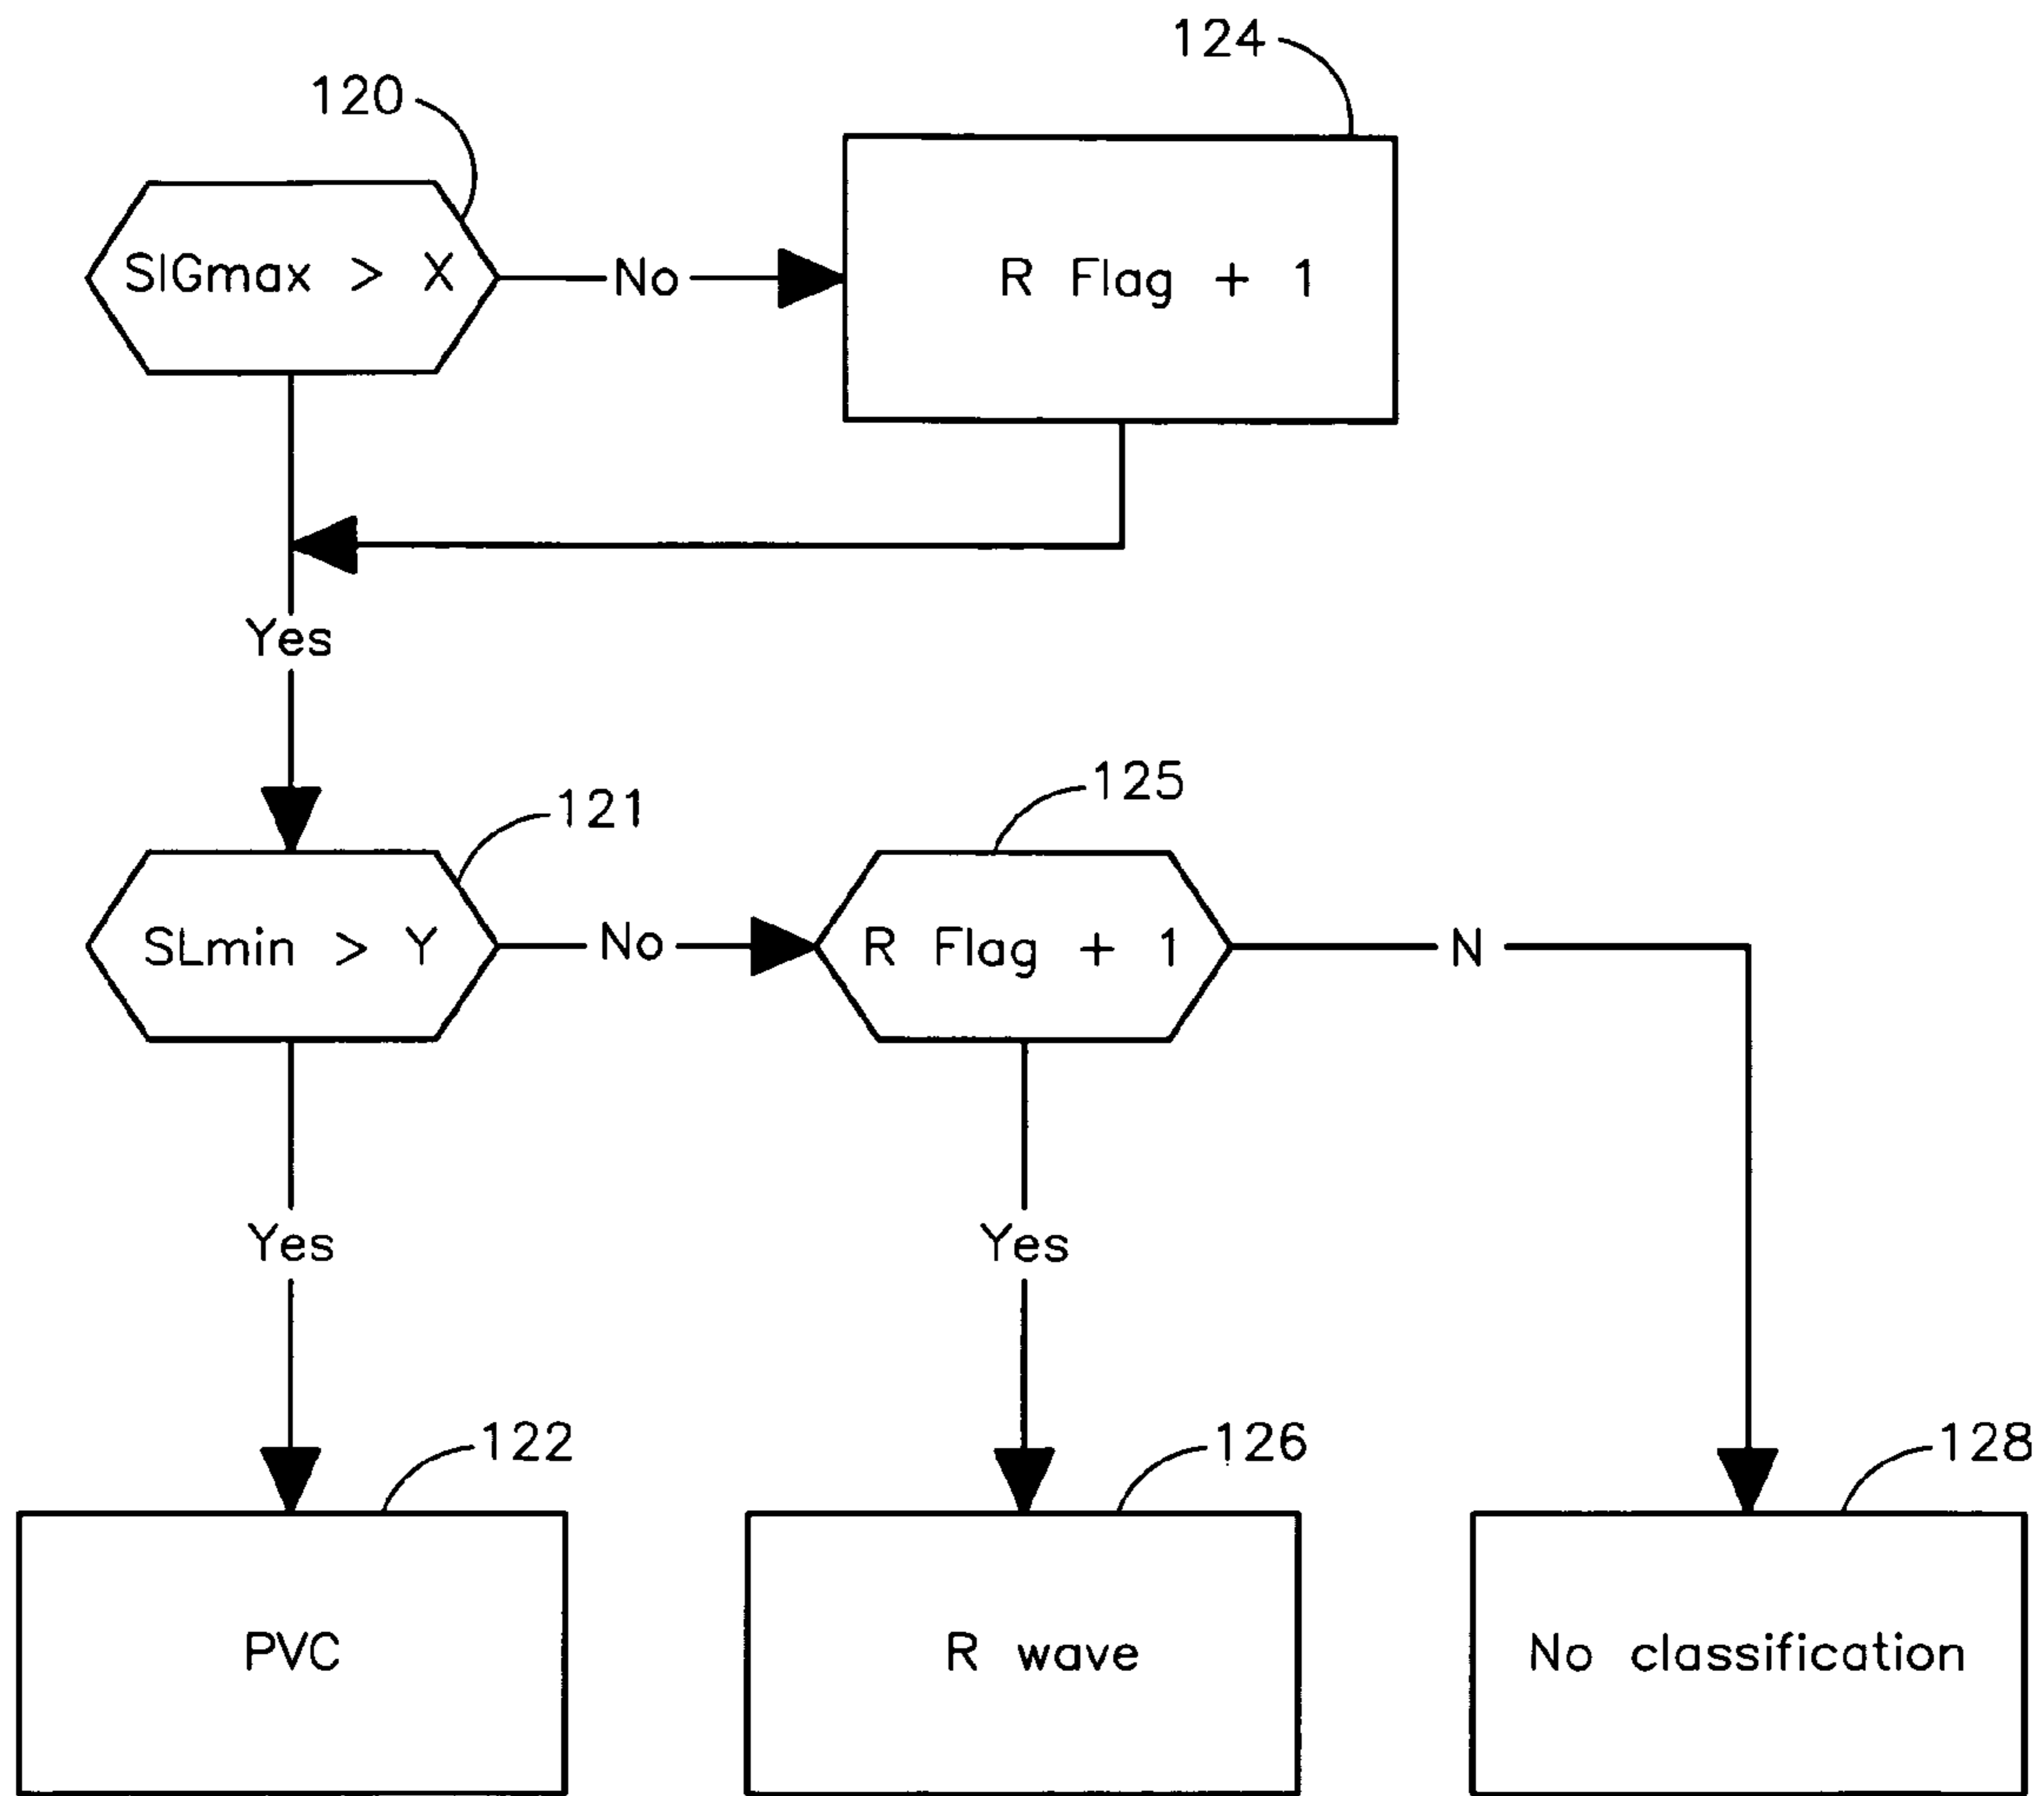 124
120
SIGmax > X
No
R Flag + 1
Yes
125
121
SLmin > Y
No
R Flag + 1
N
Yes
Yes
122
126
128
PVC
R wave
No classification